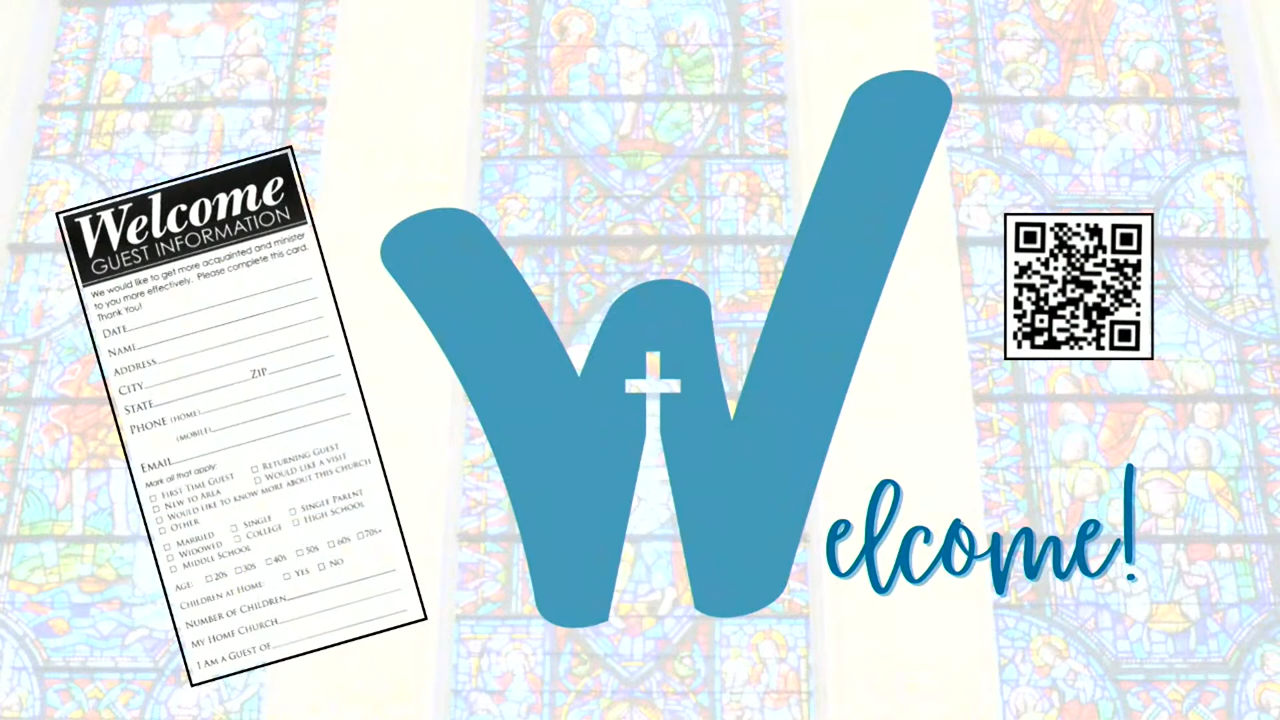 Welcome
GUEST INFORMATION
We would like to get more acquainted and minister
to you more effectively. Please complete this card.
Thank You!
DATE
NAME
ADDRESS
CITY
STATE ZIP
PHONE (HOME)
(MOBILE)
EMAIL
Mark all that apply:
FIRST TIME GUEST RETURNING GUEST
NEW TO AREA WOULD LIKE A VISIT
WOULD LIKE TO KNOW MORE ABOUT THIS CHURCH
OTHER
MARRIED SINGLE SINGLE PARENT
WIDOWED COLLEGE HIGH SCHOOL
MIDDLE SCHOOL
AGE: 20s 30s 40s 50s 60s 70s+
CHILDREN AT HOME: YES NO
NUMBER OF CHILDREN
MY HOME CHURCH
I AM A GUEST OF
Welcome!